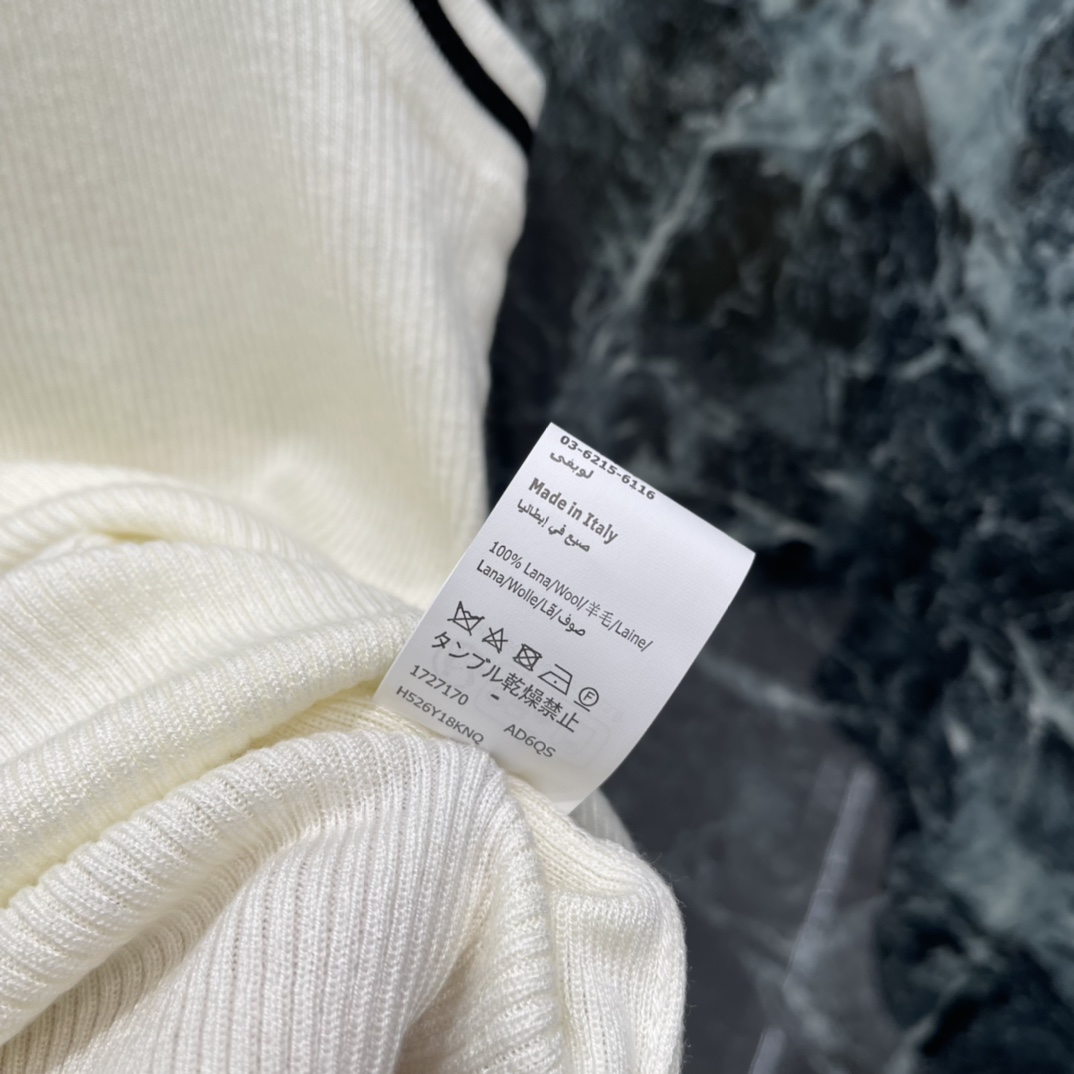 03-6215-6116
لويفي
Made in Italy
صنع في إيطاليا
100% Lana/Wool/羊毛/Laine/
Lana/Wolle/Lã/صوف
F
タンブル乾燥禁止
1727170 -
H526Y18KNQ AD6QS